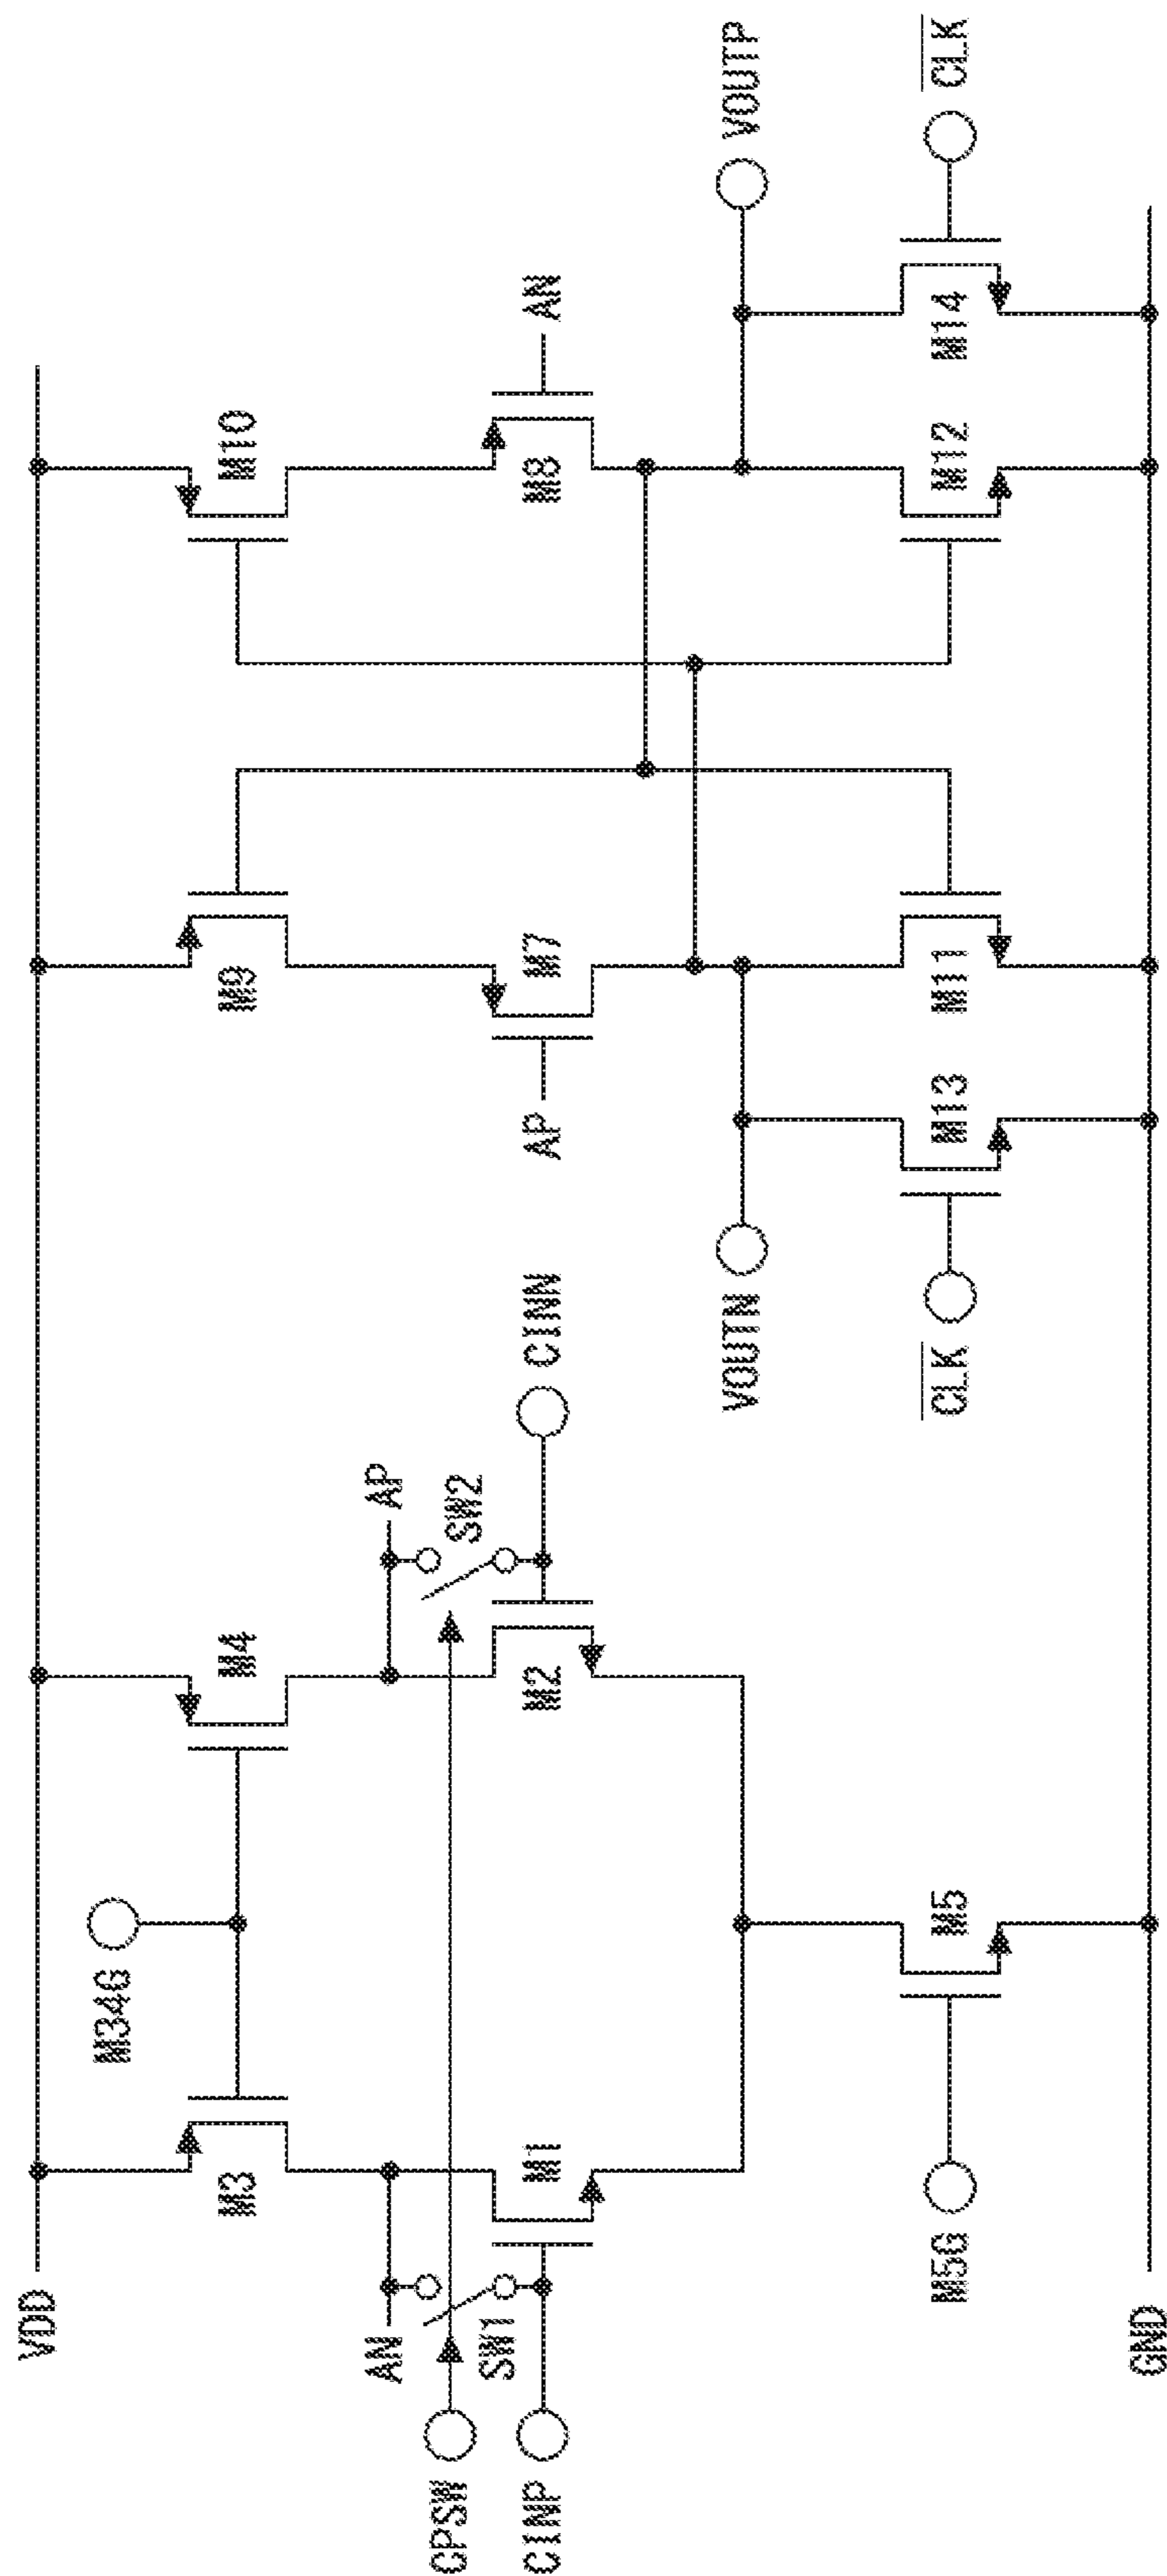 VDD
M34G
M3
M4
M9
M10
AN
AP
CPSW
SW1
SW2
CINP
M1
M2
CINN
AP
M7
M8
AN
VOUTN
VOUTP
M5G
M5
CLK
M13
M11
M12
M14
CLK
GND